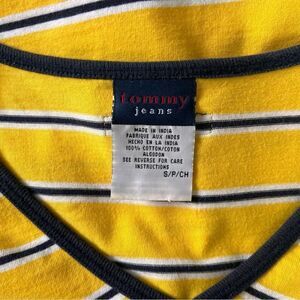 tommy
jeans
MADE IN INDIA
FABRIQUE AUX INDES
HECHO EN LA INDIA
100% COTTON/COTON
ALGODON
SEE REVERSE FOR CARE
INSTRUCTIONS
S/P/CH